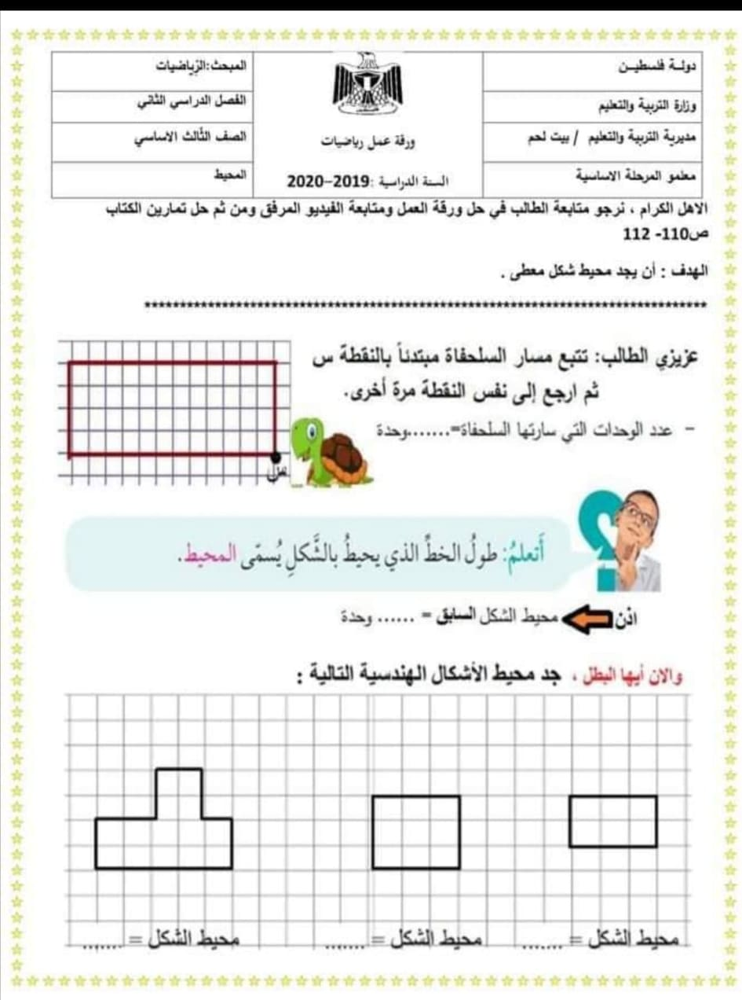 دولـة فلسطيـن
وزارة التربية والتعليم
مديرية التربية والتعليم / بيت لحم
معلمو المرحلة الاساسية
ورقة عمل رياضيات
السنة الدراسية :2019-2020
المبحث:الرّياضيات
الفصل الدراسي الثاني
الصف الثّالث الاساسي
المحيط
الاهل الكرام ، نرجو متابعة الطالب في حل ورقة العمل ومتابعة الفيديو المرفق ومن ثم حل تمارين الكتاب
ص110- 112
الهدف : أن يجد محيط شكل معطى .
عزيزي الطالب: تتبع مسار السلحفاة مبتدئاً بالنقطة س
ثم ارجع إلى نفس النقطة مرة أخرى.
- عدد الوحدات التي سارتها السلحفاة=.......وحدة
س
أَتعلمُ: طولُ الخطِّ الذي يحيطُ بالشَّكلِ يُسمّى المحيط.
اذن محيط الشكل السابق = ...... وحدة
والان أيها البطل ، جد محيط الأشكال الهندسية التالية :
محيط الشكل = ....... محيط الشكل = ....... محيط الشكل = .......